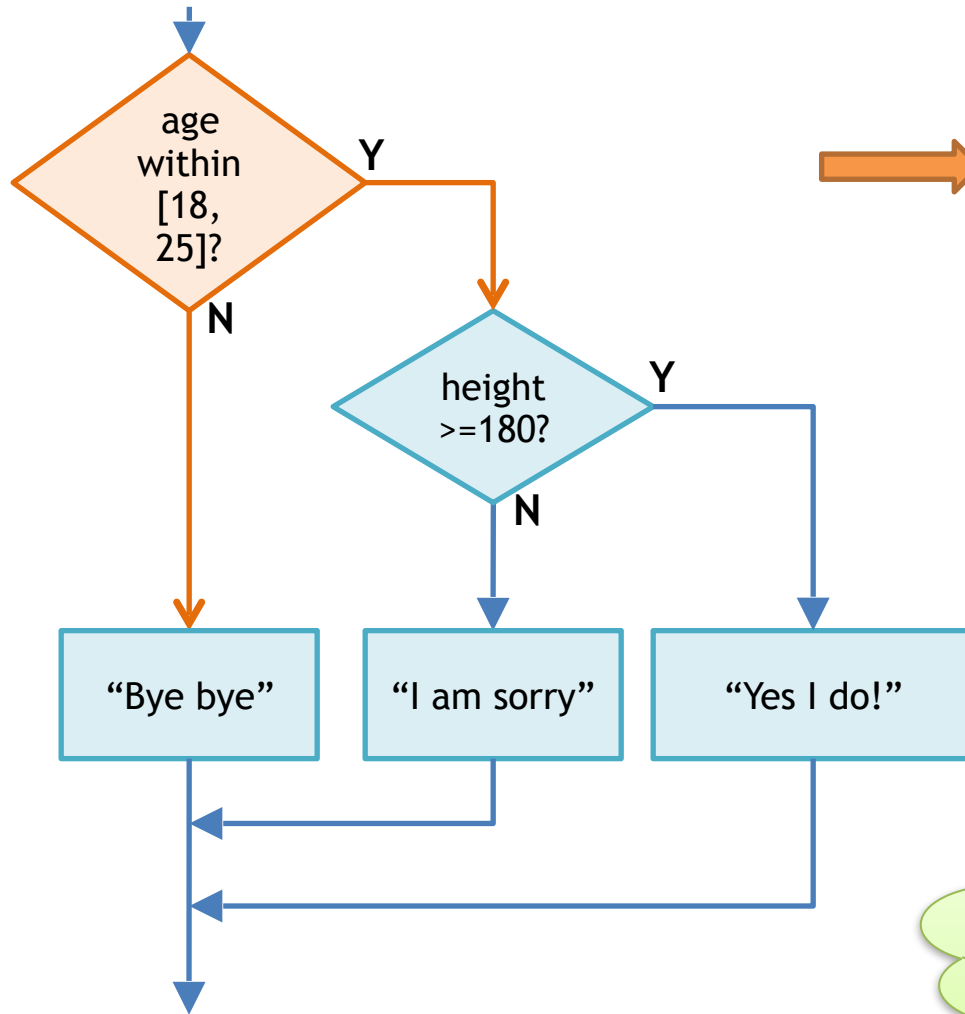 age
within
[18,
25]?
Y
N
height
>=180?
Y
N
“Bye bye”
“I am sorry”
“Yes I do!”